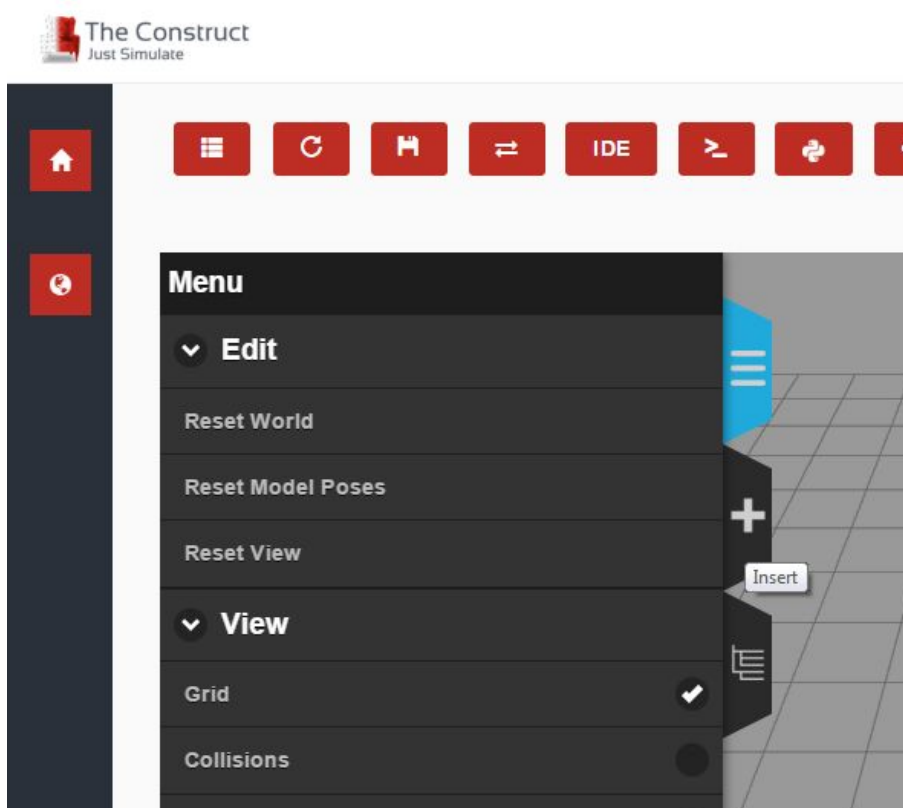 The Construct
Just Simulate
IDE
Menu
Edit
Reset World
Reset Model Poses
Reset View
Insert
View
Grid
Collisions